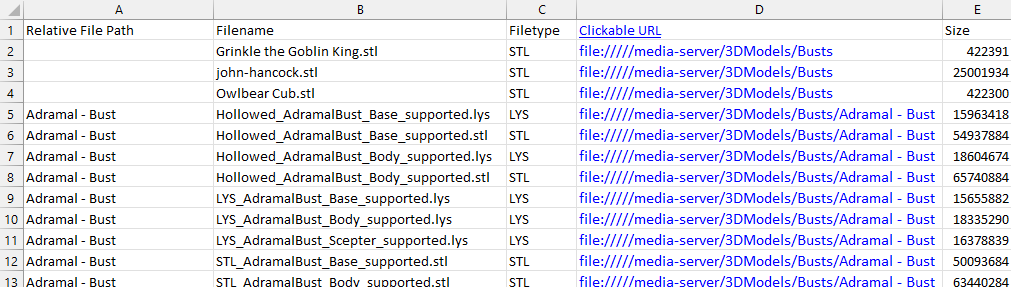 A B C D E
1 Relative File Path Filename Filetype Clickable URL Size
2 Grinkle the Goblin King.stl STL file://///media-server/3DModels/Busts 422391
3 john-hancock.stl STL file://///media-server/3DModels/Busts 25001934
4 Owlbear Cub.stl STL file://///media-server/3DModels/Busts 422300
5 Adramal - Bust Hollowed_AdramalBust_Base_supported.lys LYS file://///media-server/3DModels/Busts/Adramal - Bust 15963418
6 Adramal - Bust Hollowed_AdramalBust_Base_supported.stl STL file://///media-server/3DModels/Busts/Adramal - Bust 54937884
7 Adramal - Bust Hollowed_AdramalBust_Body_supported.lys LYS file://///media-server/3DModels/Busts/Adramal - Bust 18604674
8 Adramal - Bust Hollowed_AdramalBust_Body_supported.stl STL file://///media-server/3DModels/Busts/Adramal - Bust 65740884
9 Adramal - Bust LYS_AdramalBust_Base_supported.lys LYS file://///media-server/3DModels/Busts/Adramal - Bust 15655882
10 Adramal - Bust LYS_AdramalBust_Body_supported.lys LYS file://///media-server/3DModels/Busts/Adramal - Bust 18335290
11 Adramal - Bust LYS_AdramalBust_Scepter_supported.lys LYS file://///media-server/3DModels/Busts/Adramal - Bust 16378839
12 Adramal - Bust STL_AdramalBust_Base_supported.stl STL file://///media-server/3DModels/Busts/Adramal - Bust 50093684
13 Adramal - Bust STL_AdramalBust_Body_supported.stl STL file://///media-server/3DModels/Busts/Adramal - Bust 63440284